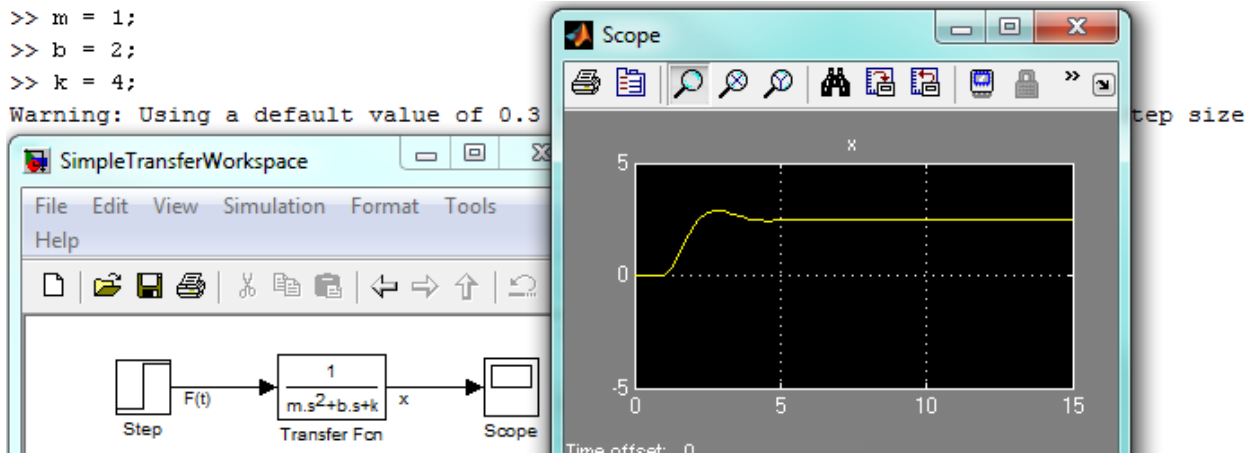 >> m = 1;
>> b = 2;
>> k = 4;
Warning: Using a default value of 0.3
tep size
SimpleTransferWorkspace
File Edit View Simulation Format Tools
Help
Step
F(t)
1
m.s2+b.s+k
Transfer Fcn
x
Scope
Scope
x
5
0
-5
0 5 10 15
Time offset: 0